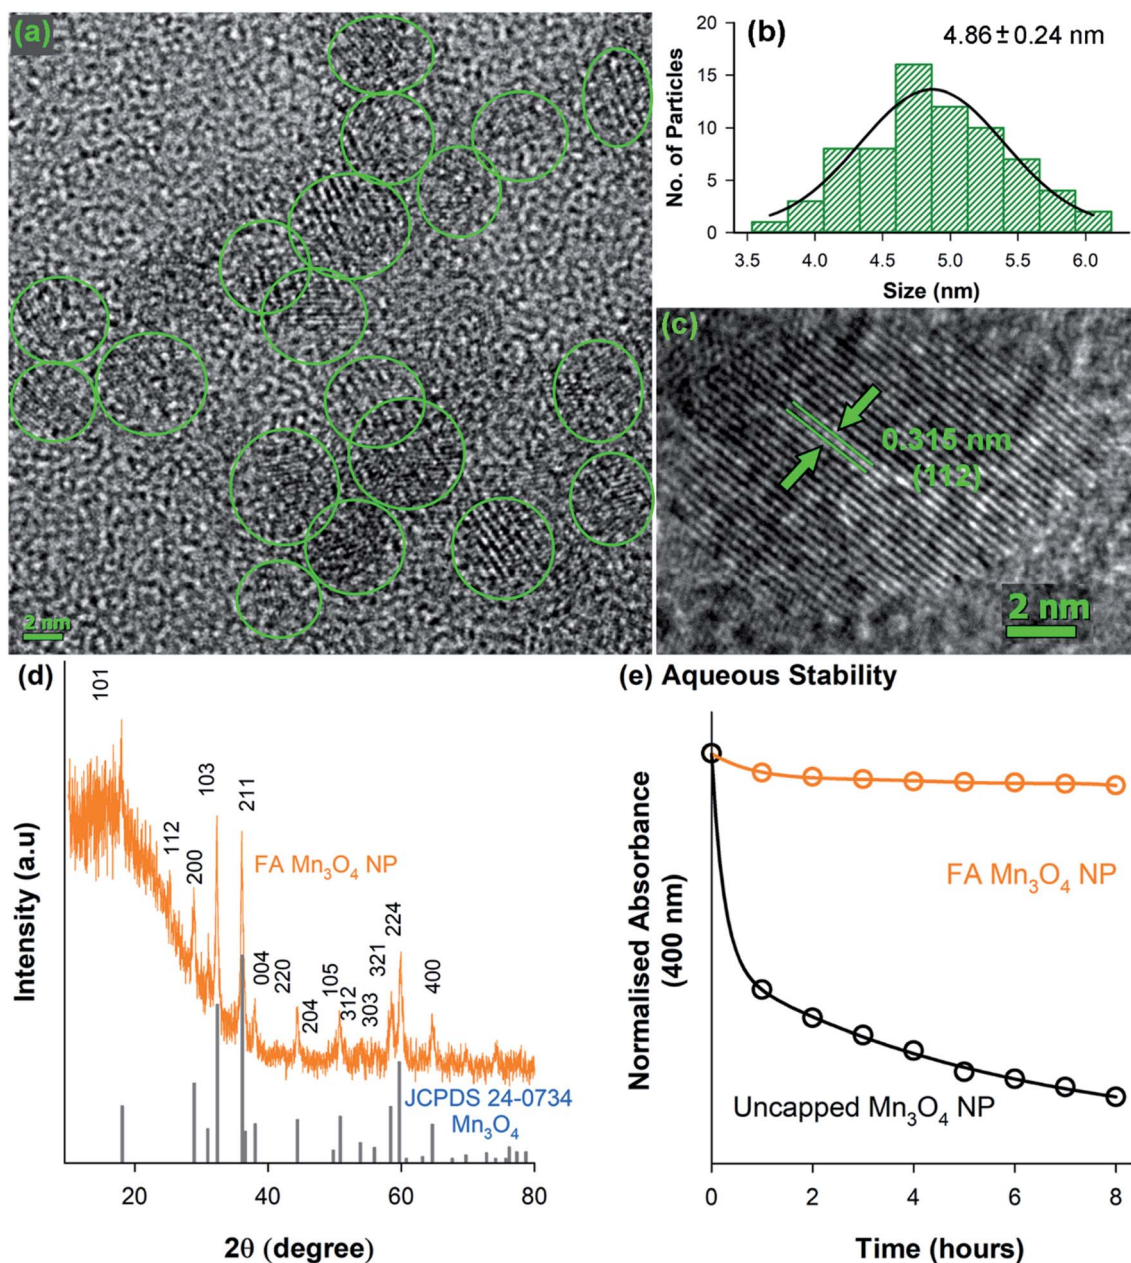 (a)
2 nm
(b)
4.86 ± 0.24 nm
No. of Particles
20
15
10
5
0
3.5 4.0 4.5 5.0 5.5 6.0
Size (nm)
(c)
0.315 nm
(112)
2 nm
(d)
Intensity (a.u)
101
112
200
103
211
004
220
204
105
312
303
321
224
400
FA Mn₃O₄ NP
JCPDS 24-0734
Mn₃O₄
20 40 60 80
2θ (degree)
(e) Aqueous Stability
Normalised Absorbance
(400 nm)
FA Mn₃O₄ NP
Uncapped Mn₃O₄ NP
0 2 4 6 8
Time (hours)